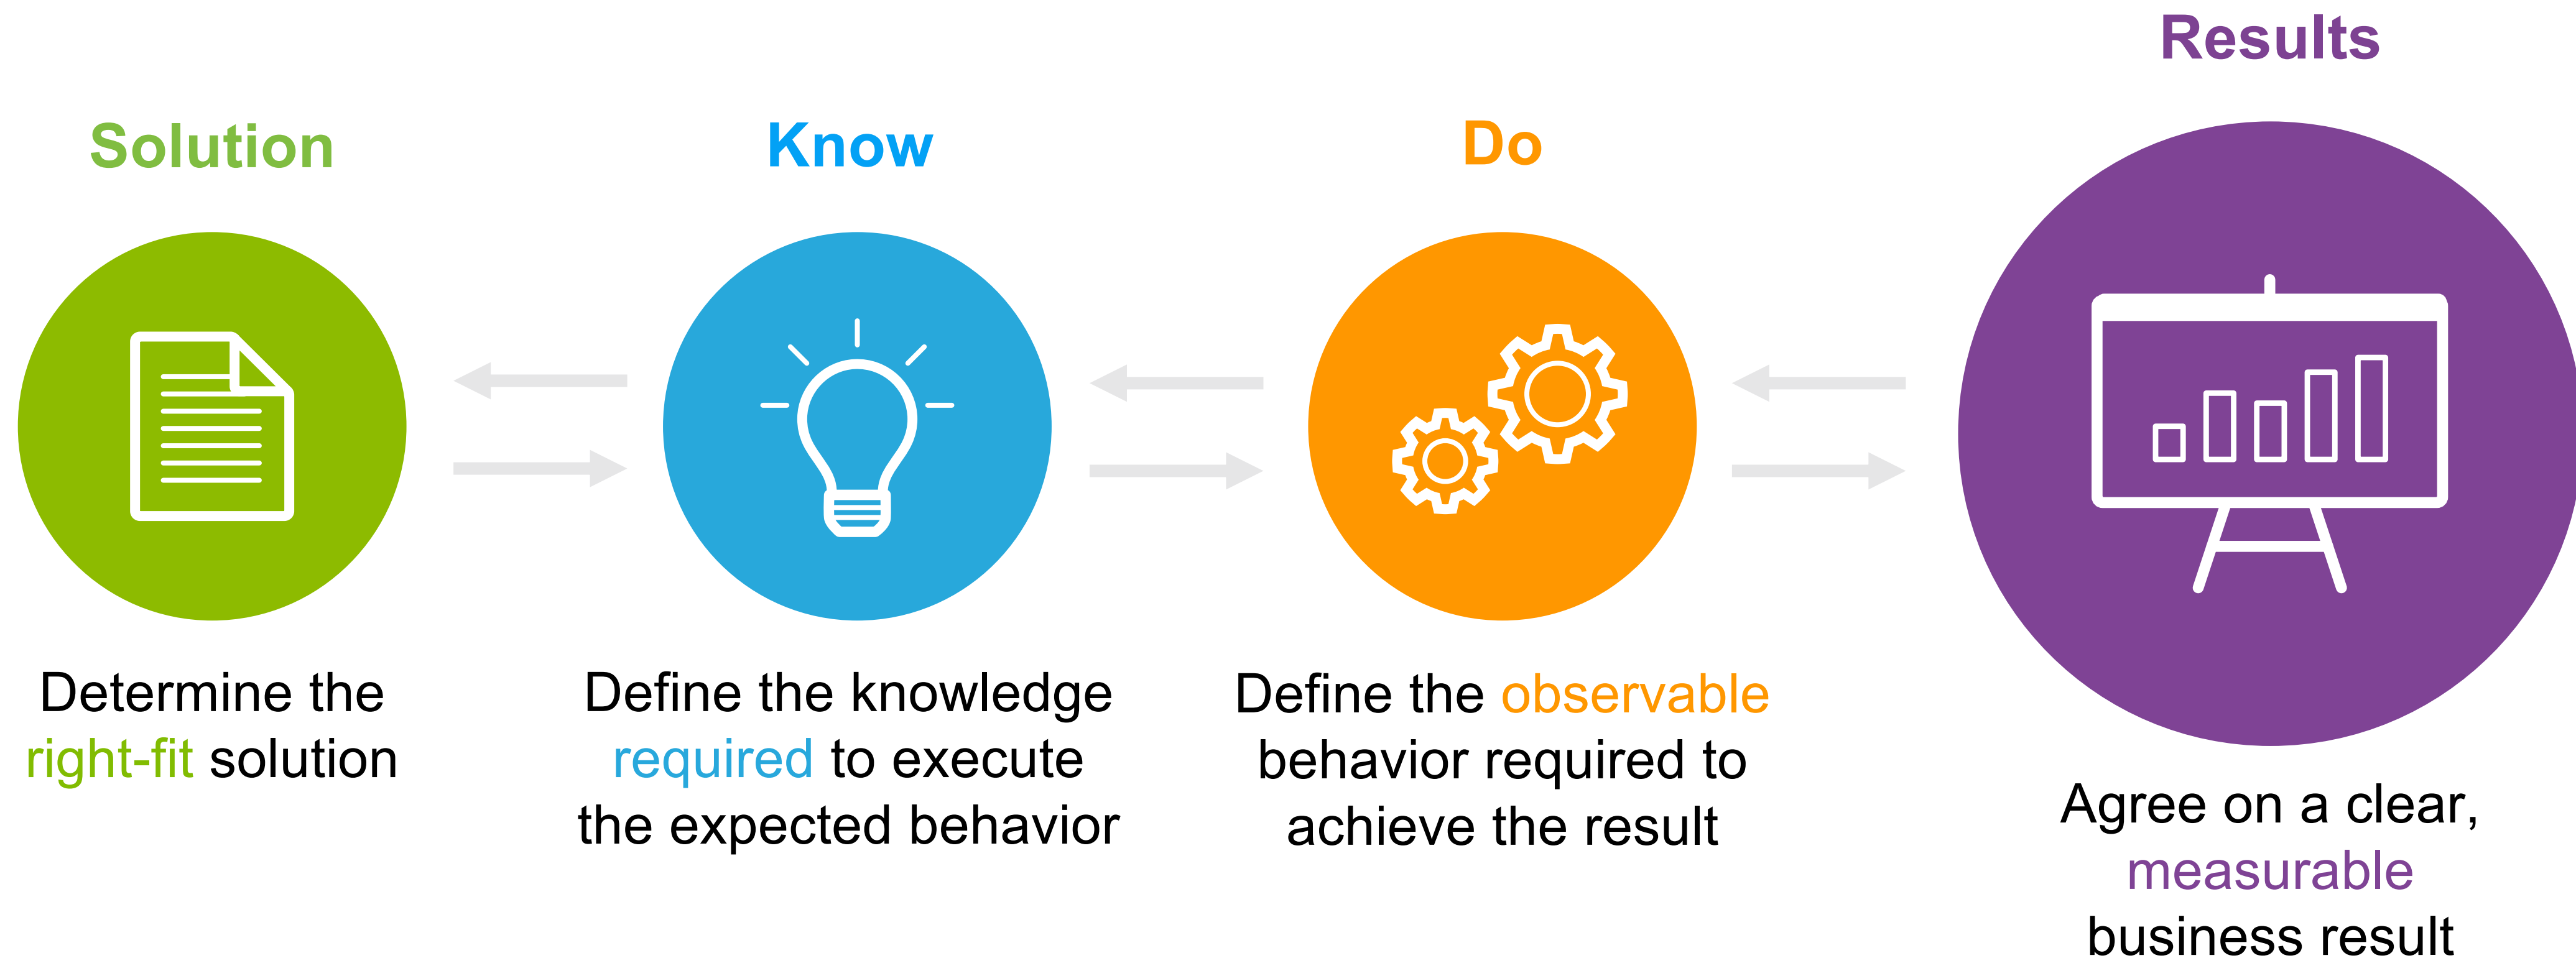 Solution
Determine the
right-fit solution
Know
Define the knowledge
required to execute
the expected behavior
Do
Define the observable
behavior required to
achieve the result
Results
Agree on a clear,
measurable
business result